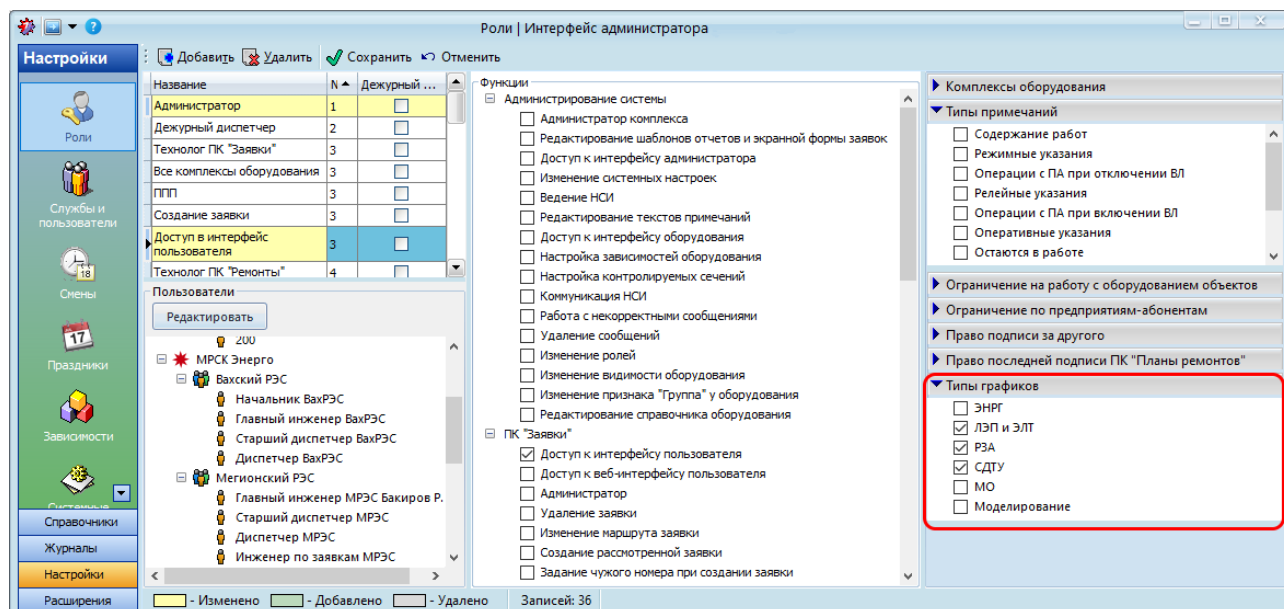 Роли | Интерфейс администратора
Настройки
Добавить Удалить Сохранить Отменить
Роли
Службы и
пользователи
18
Смены
17
Праздники
Зависимости
Системные
Справочники
Журналы
Настройки
Расширения
Название N Дежурный ...
Администратор 1
Дежурный диспетчер 2
Технолог ПК "Заявки" 3
Все комплексы оборудования 3
ППП 3
Создание заявки 3
Доступ в интерфейс
пользователя 3
Технолог ПК "Ремонты" 4
Пользователи
Редактировать
200
МРСК Энерго
Вахский РЭС
Начальник ВахРЭС
Главный инженер ВахРЭС
Старший диспетчер ВахРЭС
Диспетчер ВахРЭС
Мегионский РЭС
Главный инженер МРЭС Бакиров Р.
Старший диспетчер МРЭС
Диспетчер МРЭС
Инженер по заявкам МРЭС
Функции
Администрирование системы
Администратор комплекса
Редактирование шаблонов отчетов и экранной формы заявок
Доступ к интерфейсу администратора
Изменение системных настроек
Ведение НСИ
Редактирование текстов примечаний
Доступ к интерфейсу оборудования
Настройка зависимостей оборудования
Настройка контролируемых сечений
Коммуникация НСИ
Работа с некорректными сообщениями
Удаление сообщений
Изменение ролей
Изменение видимости оборудования
Изменение признака "Группа" у оборудования
Редактирование справочника оборудования
ПК "Заявки"
Доступ к интерфейсу пользователя
Доступ к веб-интерфейсу пользователя
Администратор
Удаление заявки
Изменение маршрута заявки
Создание рассмотренной заявки
Задание чужого номера при создании заявки
Комплексы оборудования
Типы примечаний
Содержание работ
Режимные указания
Операции с ПА при отключении ВЛ
Релейные указания
Операции с ПА при включении ВЛ
Оперативные указания
Остаются в работе
Ограничение на работу с оборудованием объектов
Ограничение по предприятиям-абонентам
Право подписи за другого
Право последней подписи ПК "Планы ремонтов"
Типы графиков
ЭНРГ
ЛЭП и ЭЛТ
РЗА
СДТУ
МО
Моделирование
- Изменено - Добавлено - Удалено Записей: 36